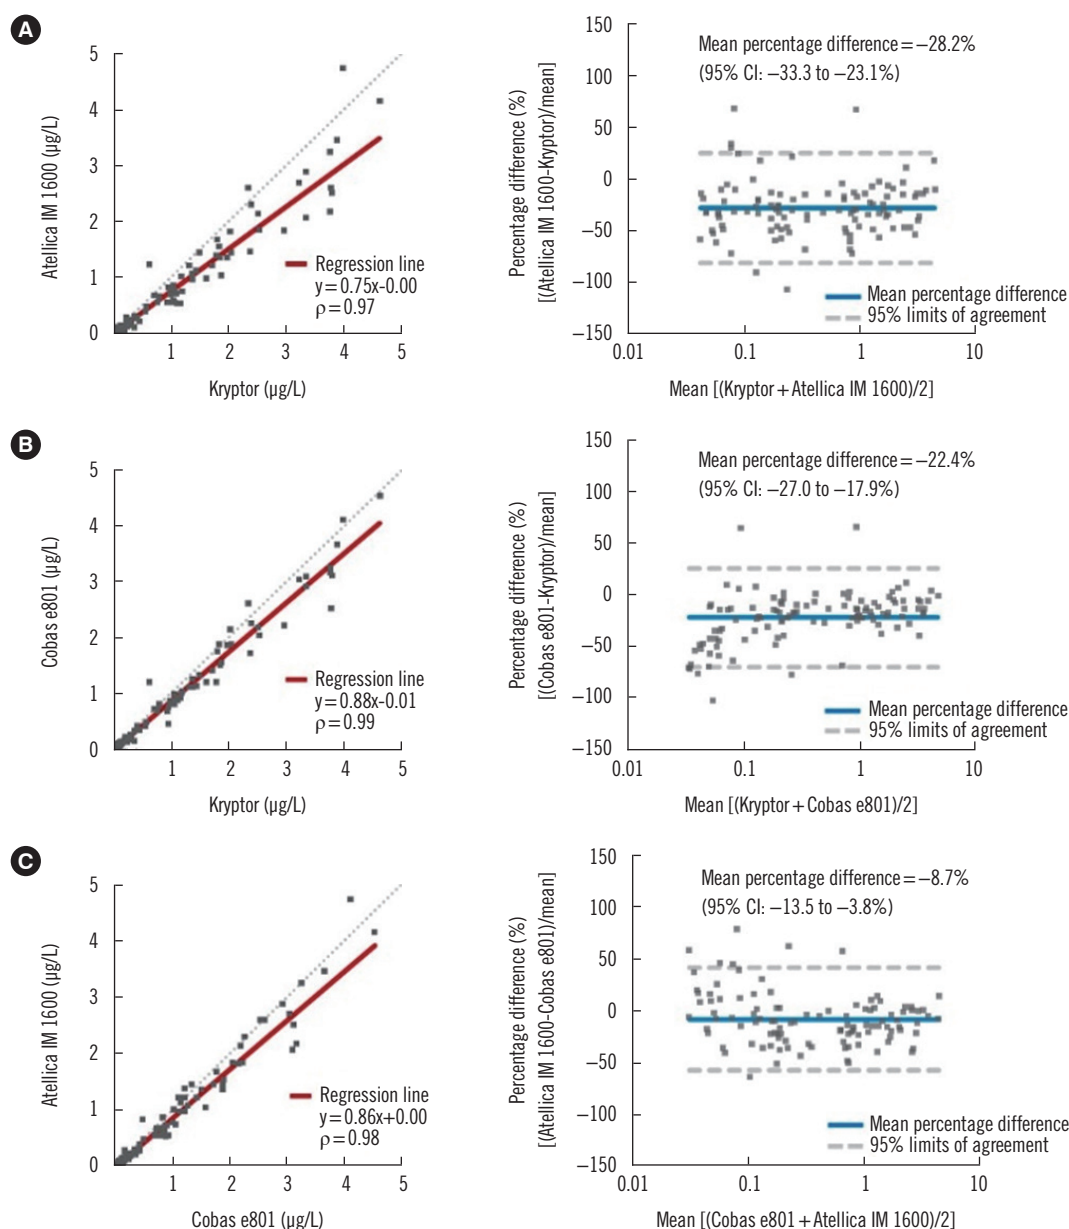 A
5
4
3
2
1
0
1 2 3 4 5
Atellica IM 1600 (µg/L)
Kryptor (µg/L)
Regression line
y=0.75x-0.00
ρ=0.97
150
100
50
0
−50
−100
−150
0.01 0.1 1 10
Percentage difference (%)
[(Atellica IM 1600-Kryptor)/mean]
Mean percentage difference=−28.2%
(95% CI: −33.3 to −23.1%)
Mean percentage difference
95% limits of agreement
Mean [(Kryptor+Atellica IM 1600)/2]
B
5
4
3
2
1
0
1 2 3 4 5
Cobas e801 (µg/L)
Kryptor (µg/L)
Regression line
y=0.88x-0.01
ρ=0.99
150
100
50
0
−50
−100
−150
0.01 0.1 1 10
Percentage difference (%)
[(Cobas e801-Kryptor)/mean]
Mean percentage difference=−22.4%
(95% CI: −27.0 to −17.9%)
Mean percentage difference
95% limits of agreement
Mean [(Kryptor+Cobas e801)/2]
C
5
4
3
2
1
0
1 2 3 4 5
Atellica IM 1600 (µg/L)
Cobas e801 (µg/L)
Regression line
y=0.86x+0.00
ρ=0.98
150
100
50
0
−50
−100
−150
0.01 0.1 1 10
Percentage difference (%)
[(Atellica IM 1600-Cobas e801)/mean]
Mean percentage difference=−8.7%
(95% CI: −13.5 to −3.8%)
Mean percentage difference
95% limits of agreement
Mean [(Cobas e801+Atellica IM 1600)/2]